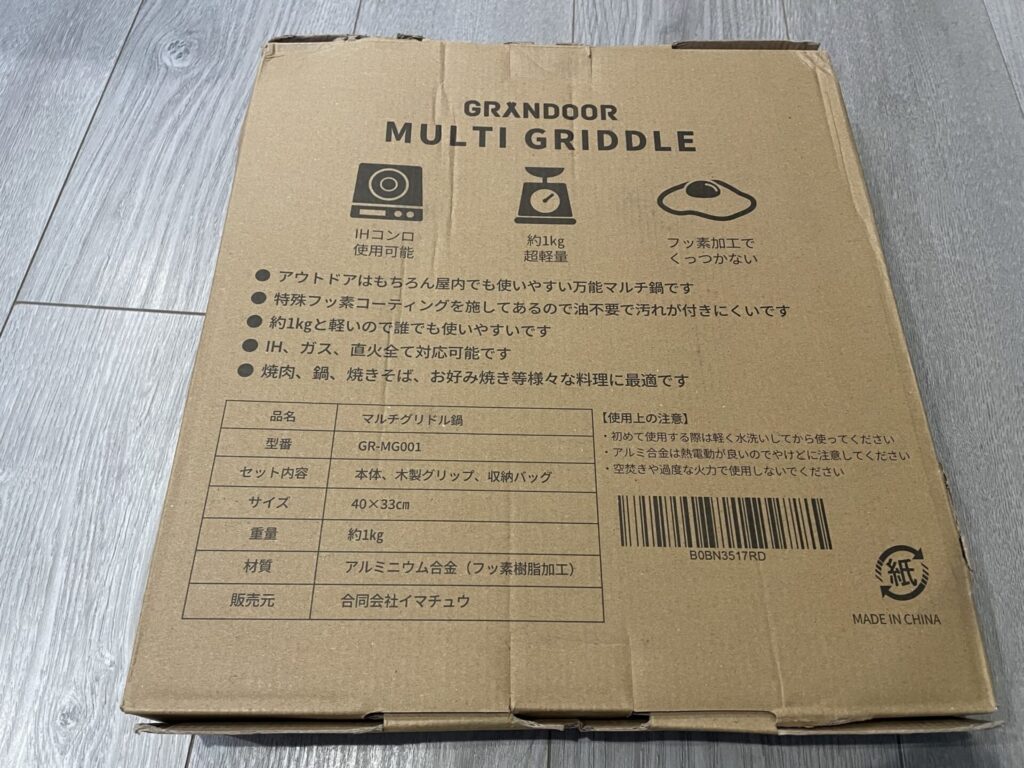 GRANDOOR
MULTI GRIDDLE
IHコンロ
使用可能
約1kg
超軽量
フッ素加工で
くっつかない
● アウトドアはもちろん屋内でも使いやすい万能マルチ鍋です
● 特殊フッ素コーティングを施してあるので油不要で汚れが付きにくいです
● 約1kgと軽いので誰でも使いやすいです
● IH、ガス、直火全て対応可能です
● 焼肉、鍋、焼きそば、お好み焼き等様々な料理に最適です
品名 マルチグリドル鍋
型番 GR-MG001
セット内容 本体、木製グリップ、収納バッグ
サイズ 40×33㎝
重量 約1kg
材質 アルミニウム合金（フッ素樹脂加工）
販売元 合同会社イマチュウ
【使用上の注意】
・初めて使用する際は軽く水洗いしてから使ってください
・アルミ合金は熱電動が良いのでやけどに注意してください
・空焚きや過度な火力で使用しないでください
B0BN3517RD
紙
MADE IN CHINA